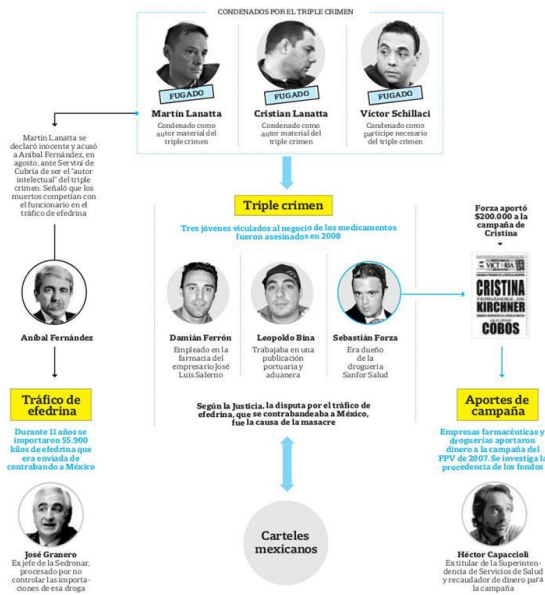 CONDENADOS POR EL TRIPLE CRIMEN
FUGADO
Martín Lanatta
Condenado como
autor material del
triple crimen
FUGADO
Cristian Lanatta
Condenado como
autor material del
triple crimen
FUGADO
Víctor Schillaci
Condenado como
partícipe necesario
del triple crimen
Martín Lanatta se
declaró inocente y acusó
a Aníbal Fernández, en
agosto, ante Servini de
Cubría de ser el "autor
intelectual" del triple
crimen. Señaló que los
muertos competían con
el funcionario en el
tráfico de efedrina
Aníbal Fernández
Tráfico de
efedrina
Durante 11 años se
importaron 55.900
kilos de efedrina que
era enviada de
contrabando a México
José Granero
Ex jefe de la Sedronar,
procesado por no
controlar las importa-
ciones de esa droga
Triple crimen
Tres jóvenes viculados al negocio de los medicamentos
fueron asesinados en 2008
Damián Ferrón
Empleado en la
farmacia del
empresario José
Luis Salerno
Leopoldo Bina
Trabajaba en una
publicación
portuaria y
aduanera
Sebastián Forza
Era dueño
de la
droguería
Sanfor Salud
Según la Justicia, la disputa por el tráfico de
efedrina, que se contrabandeaba a México,
fue la causa de la masacre
Carteles
mexicanos
Forza aportó
$200.000 a la
campaña de
Cristina
CRISTINA
FERNÁNDEZ DE
KIRCHNER
COBOS
Aportes de
campaña
Empresas farmacéuticas y
droguerías aportaron
dinero a la campaña del
FPV de 2007. Se investiga la
procedencia de los fondos
Héctor Capaccioli
Ex titular de la Superinten-
dencia de Servicios de Salud
y recaudador de dinero para
la campaña